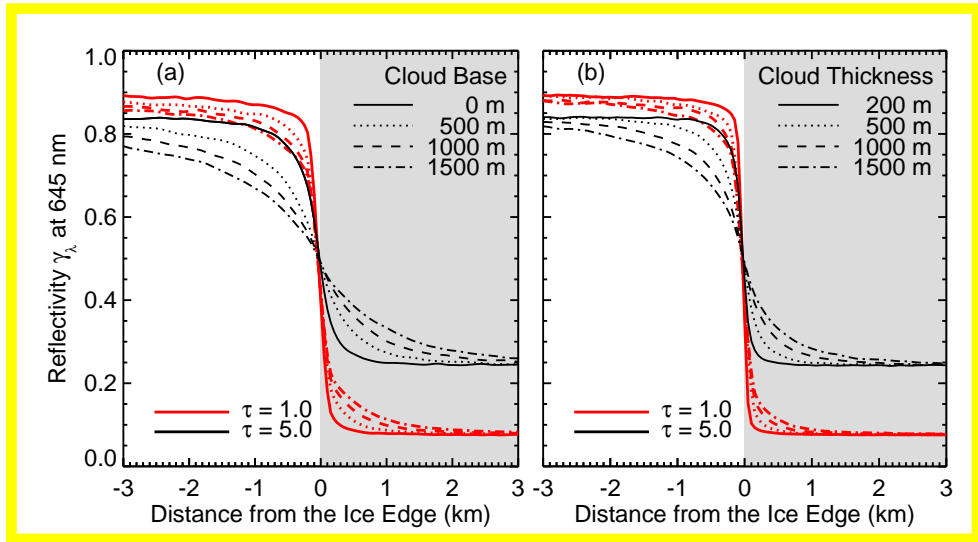 (a)
Cloud Base
0 m
500 m
1000 m
1500 m
τ = 1.0
τ = 5.0
1.0
0.8
0.6
0.4
0.2
0.0
Reflectivity γλ at 645 nm
-3 -2 -1 0 1 2 3
Distance from the Ice Edge (km)
(b)
Cloud Thickness
200 m
500 m
1000 m
1500 m
τ = 1.0
τ = 5.0
-3 -2 -1 0 1 2 3
Distance from the Ice Edge (km)